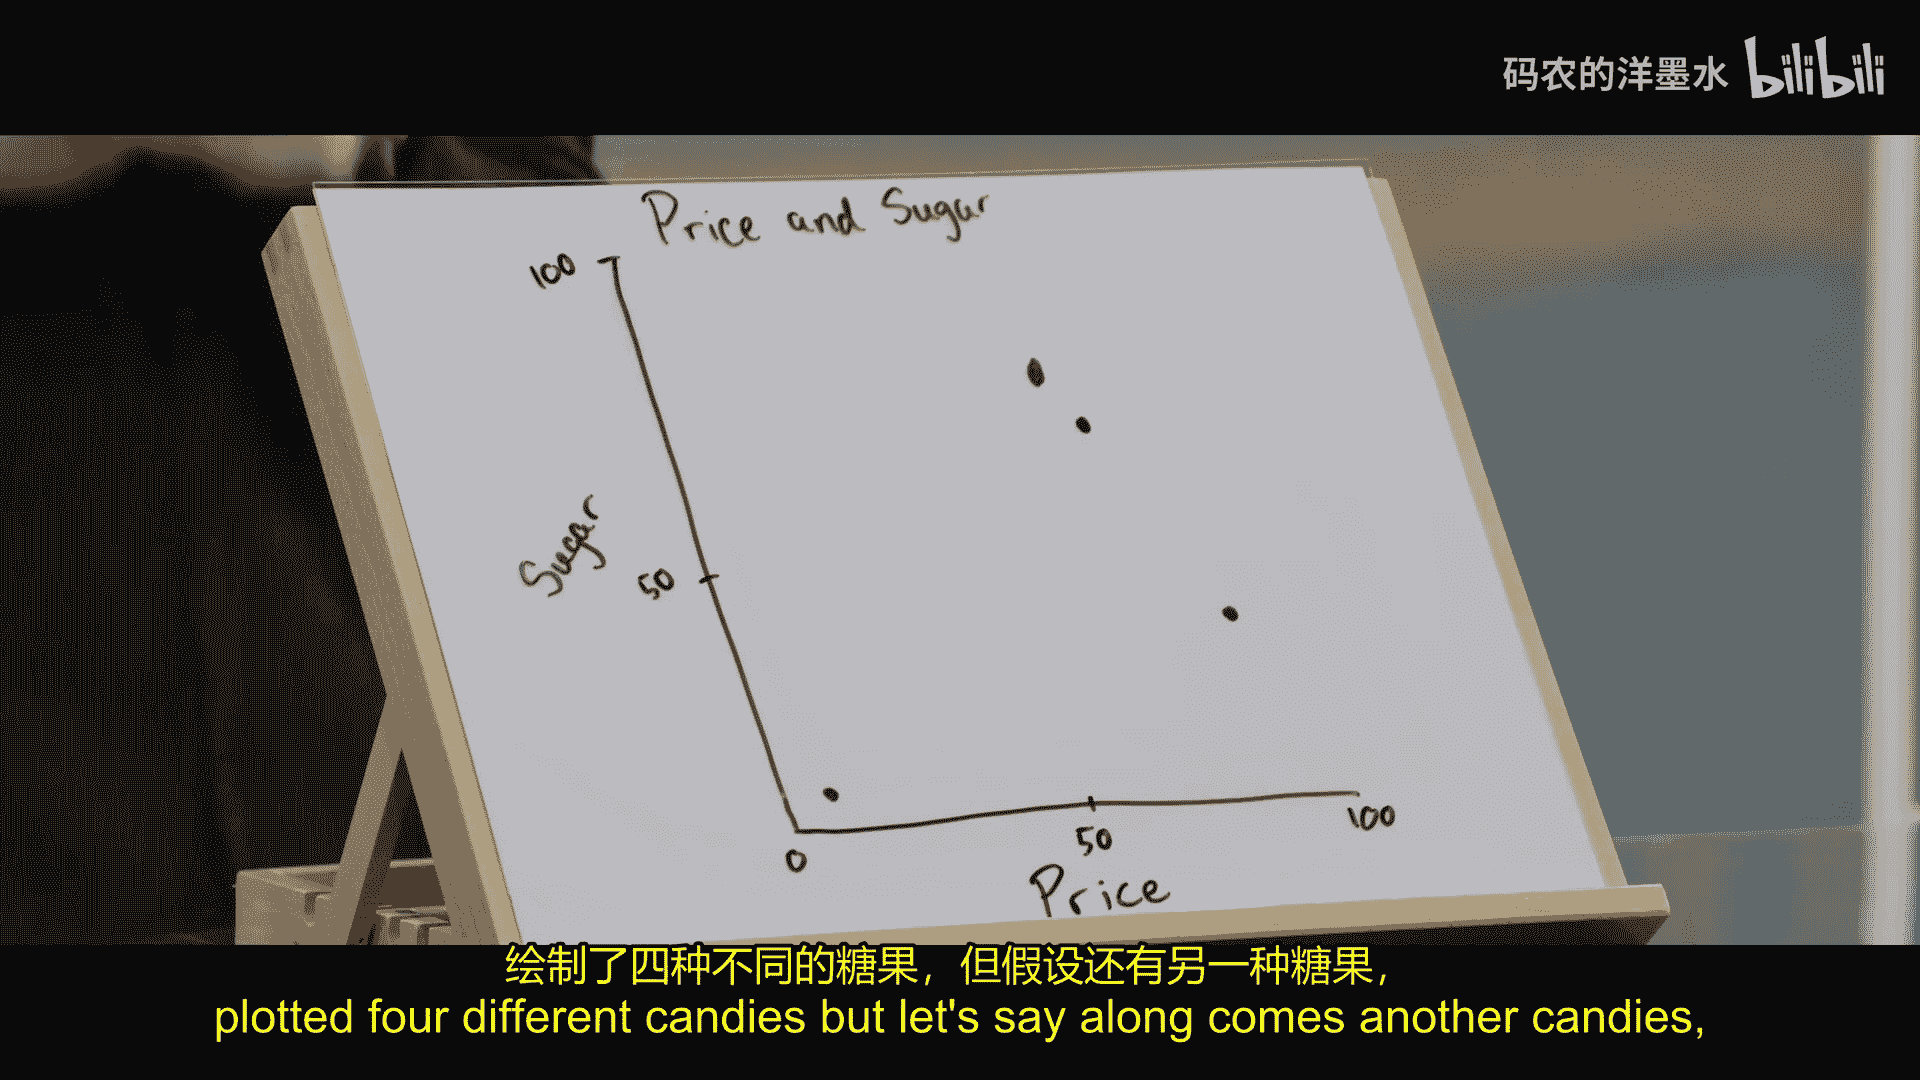 码农的洋墨水 bilibili
Price and Sugar
100
Sugar
50
0
50
100
Price
绘制了四种不同的糖果，但假设还有另一种糖果，
plotted four different candies but let's say along comes another candies,